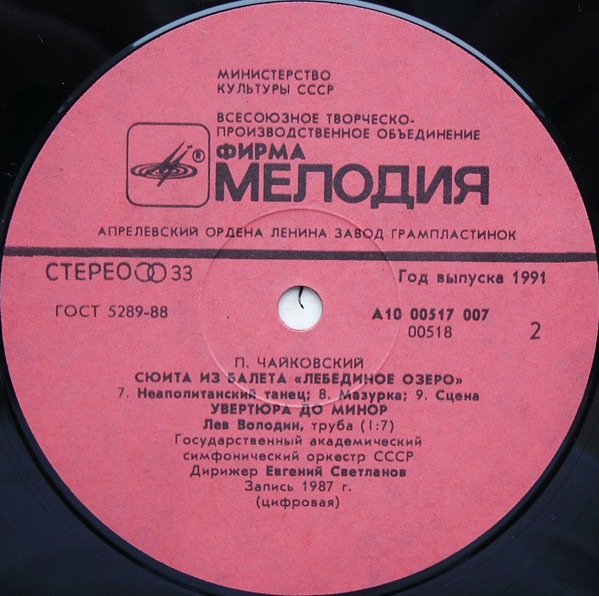 МИНИСТЕРСТВО
КУЛЬТУРЫ СССР
ВСЕСОЮЗНОЕ ТВОРЧЕСКО-
ПРОИЗВОДСТВЕННОЕ ОБЪЕДИНЕНИЕ
®
ФИРМА
МЕЛОДИЯ
АПРЕЛЕВСКИЙ ОРДЕНА ЛЕНИНА ЗАВОД ГРАМПЛАСТИНОК
СТЕРЕО 33
Год выпуска 1991
ГОСТ 5289-88
А10 00517 007
00518
2
П. ЧАЙКОВСКИЙ
СЮИТА ИЗ БАЛЕТА «ЛЕБЕДИНОЕ ОЗЕРО»
7. Неаполитанский танец; 8. Мазурка; 9. Сцена
УВЕРТЮРА ДО МИНОР
Лев Володин, труба (1:7)
Государственный академический
симфонический оркестр СССР
Дирижер Евгений Светланов
Запись 1987 г.
(цифровая)